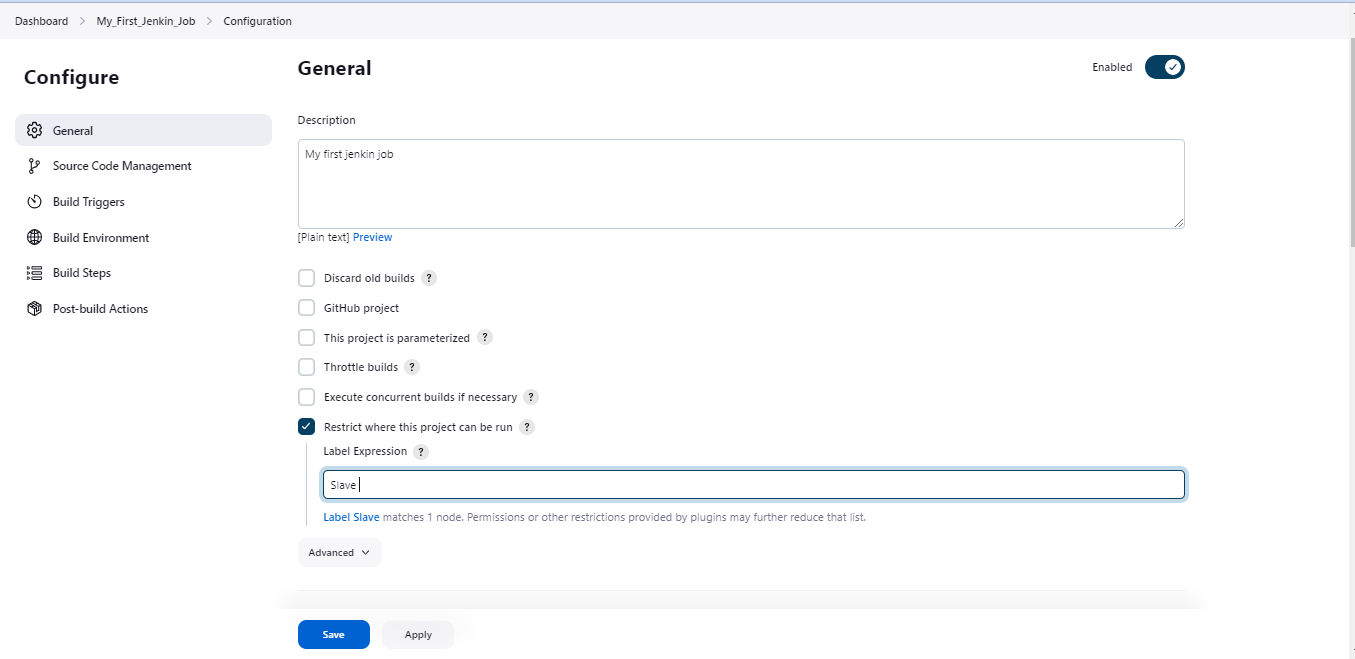 Dashboard > My_First_Jenkin_Job > Configuration
Configure
General
Source Code Management
Build Triggers
Build Environment
Build Steps
Post-build Actions
General
Enabled
Description
My first jenkin job
[Plain text] Preview
Discard old builds ?
GitHub project
This project is parameterized ?
Throttle builds ?
Execute concurrent builds if necessary ?
Restrict where this project can be run ?
Label Expression ?
Slave
Label Slave matches 1 node. Permissions or other restrictions provided by plugins may further reduce that list.
Advanced
Save
Apply